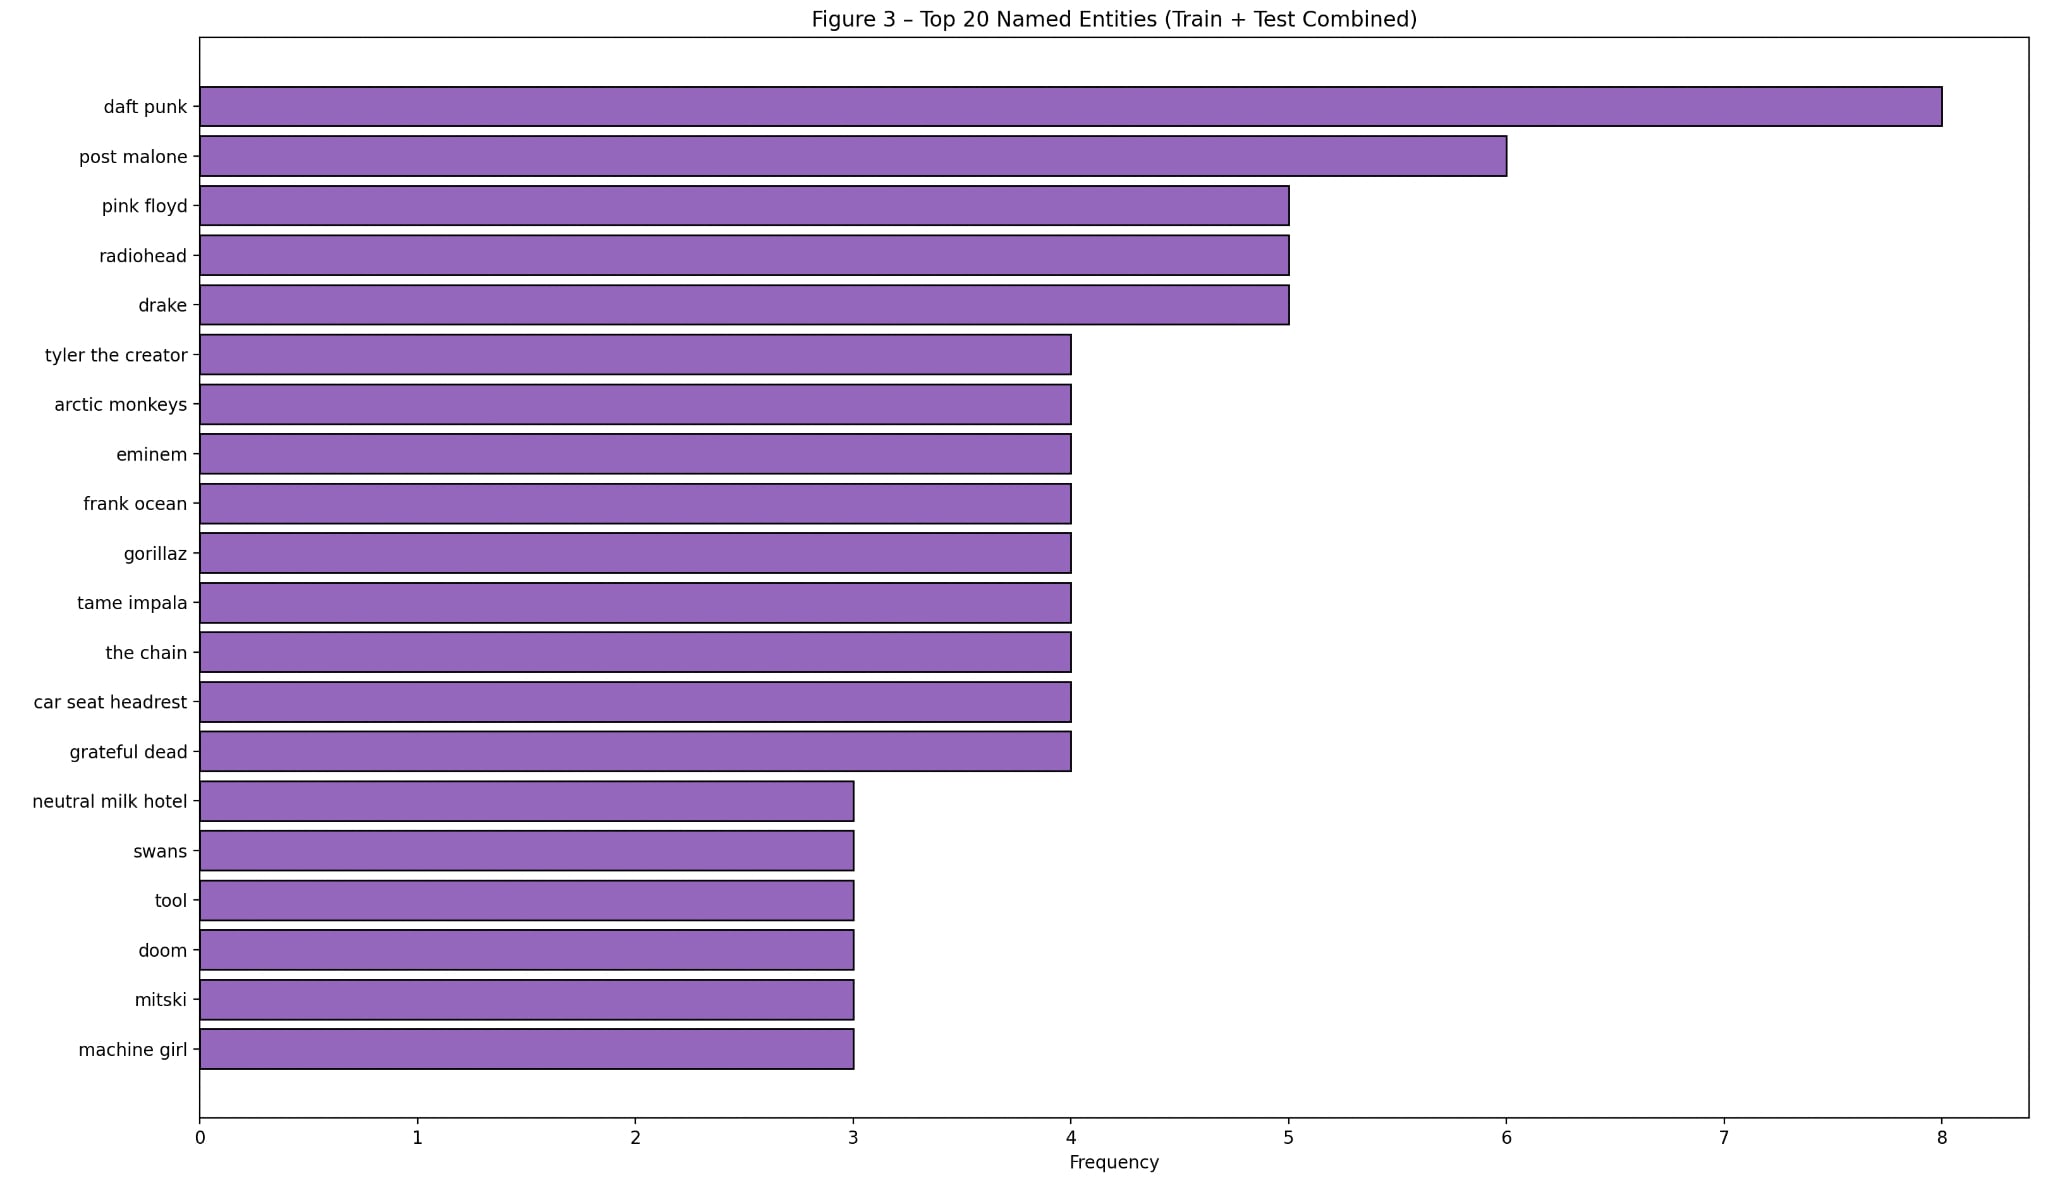 Figure 3 – Top 20 Named Entities (Train + Test Combined)
daft punk
post malone
pink floyd
radiohead
drake
tyler the creator
arctic monkeys
eminem
frank ocean
gorillaz
tame impala
the chain
car seat headrest
grateful dead
neutral milk hotel
swans
tool
doom
mitski
machine girl
0 1 2 3 4 5 6 7 8
Frequency